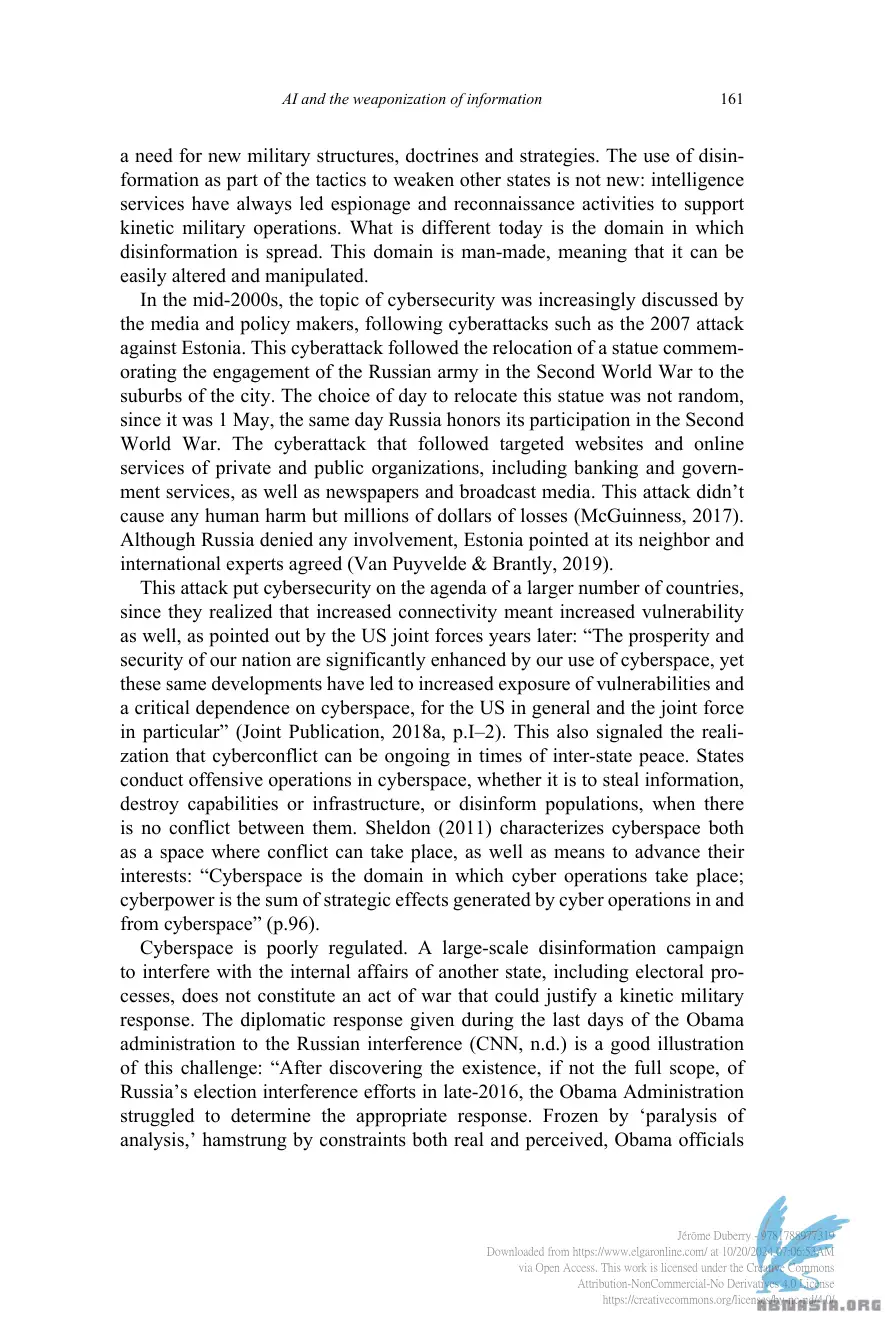 AI and the weaponization of information 161
a need for new military structures, doctrines and strategies. The use of disin-
formation as part of the tactics to weaken other states is not new: intelligence
services have always led espionage and reconnaissance activities to support
kinetic military operations. What is different today is the domain in which
disinformation is spread. This domain is man-made, meaning that it can be
easily altered and manipulated.
In the mid-2000s, the topic of cybersecurity was increasingly discussed by
the media and policy makers, following cyberattacks such as the 2007 attack
against Estonia. This cyberattack followed the relocation of a statue commem-
orating the engagement of the Russian army in the Second World War to the
suburbs of the city. The choice of day to relocate this statue was not random,
since it was 1 May, the same day Russia honors its participation in the Second
World War. The cyberattack that followed targeted websites and online
services of private and public organizations, including banking and govern-
ment services, as well as newspapers and broadcast media. This attack didn’t
cause any human harm but millions of dollars of losses (McGuinness, 2017).
Although Russia denied any involvement, Estonia pointed at its neighbor and
international experts agreed (Van Puyvelde & Brantly, 2019).
This attack put cybersecurity on the agenda of a larger number of countries,
since they realized that increased connectivity meant increased vulnerability
as well, as pointed out by the US joint forces years later: “The prosperity and
security of our nation are significantly enhanced by our use of cyberspace, yet
these same developments have led to increased exposure of vulnerabilities and
a critical dependence on cyberspace, for the US in general and the joint force
in particular” (Joint Publication, 2018a, p.I–2). This also signaled the reali-
zation that cyberconflict can be ongoing in times of inter-state peace. States
conduct offensive operations in cyberspace, whether it is to steal information,
destroy capabilities or infrastructure, or disinform populations, when there
is no conflict between them. Sheldon (2011) characterizes cyberspace both
as a space where conflict can take place, as well as means to advance their
interests: “Cyberspace is the domain in which cyber operations take place;
cyberpower is the sum of strategic effects generated by cyber operations in and
from cyberspace” (p.96).
Cyberspace is poorly regulated. A large-scale disinformation campaign
to interfere with the internal affairs of another state, including electoral pro-
cesses, does not constitute an act of war that could justify a kinetic military
response. The diplomatic response given during the last days of the Obama
administration to the Russian interference (CNN, n.d.) is a good illustration
of this challenge: “After discovering the existence, if not the full scope, of
Russia’s election interference efforts in late-2016, the Obama Administration
struggled to determine the appropriate response. Frozen by ‘paralysis of
analysis,’ hamstrung by constraints both real and perceived, Obama officials
Jérôme Duberry - 9781788977319
Downloaded from https://www.elgaronline.com/ at 10/20/2024 07:06:53AM
via Open Access. This work is licensed under the Creative Commons
Attribution-NonCommercial-No Derivatives 4.0 License
https://creativecommons.org/licenses/by-nc-nd/4.0/